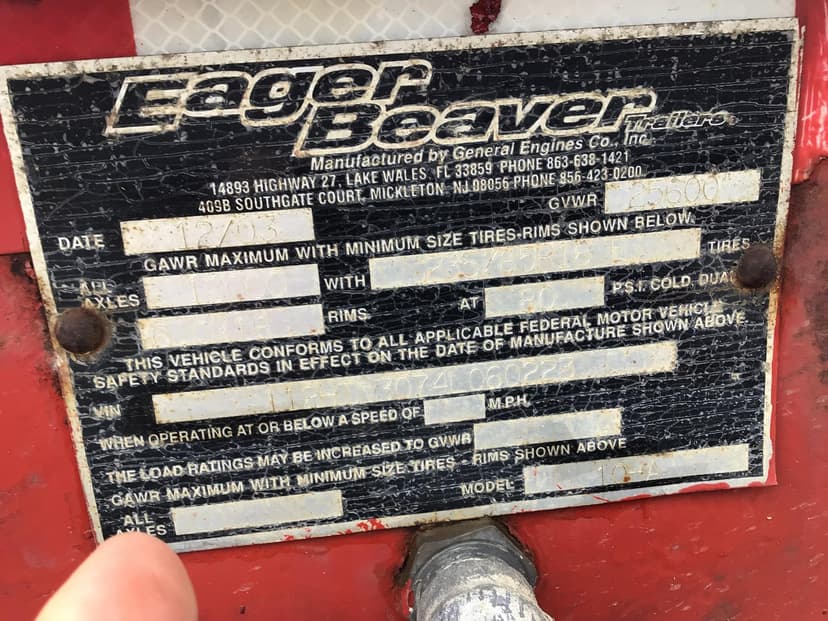 Eager
Beaver Trailers
Manufactured by General Engines Co., Inc.
14893 HIGHWAY 27, LAKE WALES, FL 33859 PHONE 863-638-1421
409B SOUTHGATE COURT, MICKLETON, NJ 08056 PHONE 856-423-0200
DATE 12/03 GVWR 25600
GAWR MAXIMUM WITH MINIMUM SIZE TIRES-RIMS SHOWN BELOW.
ALL AXLES WITH TIRES
RIMS AT 80 P.S.I. COLD, DUAL
THIS VEHICLE CONFORMS TO ALL APPLICABLE FEDERAL MOTOR VEHICLE
SAFETY STANDARDS IN EFFECT ON THE DATE OF MANUFACTURE SHOWN ABOVE
VIN
WHEN OPERATING AT OR BELOW A SPEED OF M.P.H.
THE LOAD RATINGS MAY BE INCREASED TO GVWR
GAWR MAXIMUM WITH MINIMUM SIZE TIRES - RIMS SHOWN ABOVE
ALL AXLES MODEL